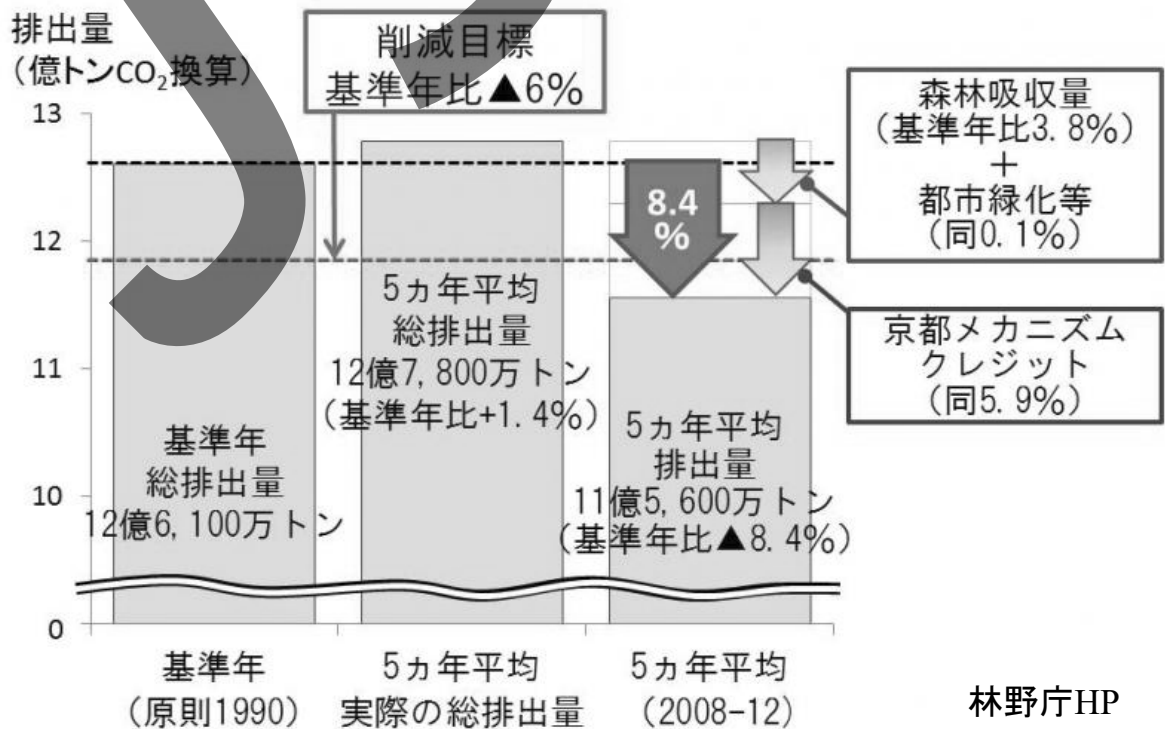 排出量
（億トンCO₂換算）
削減目標
基準年比▲6%
13
12
11
10
0
森林吸収量
（基準年比3.8%）
＋
都市緑化等
（同0.1%）
8.4
%
京都メカニズム
クレジット
（同5.9%）
基準年
総排出量
12億6,100万トン
5ヵ年平均
総排出量
12億7,800万トン
（基準年比+1.4%）
5ヵ年平均
排出量
11億5,600万トン
（基準年比▲8.4%）
基準年
（原則1990）
5ヵ年平均
実際の総排出量
5ヵ年平均
（2008-12）
林野庁HP